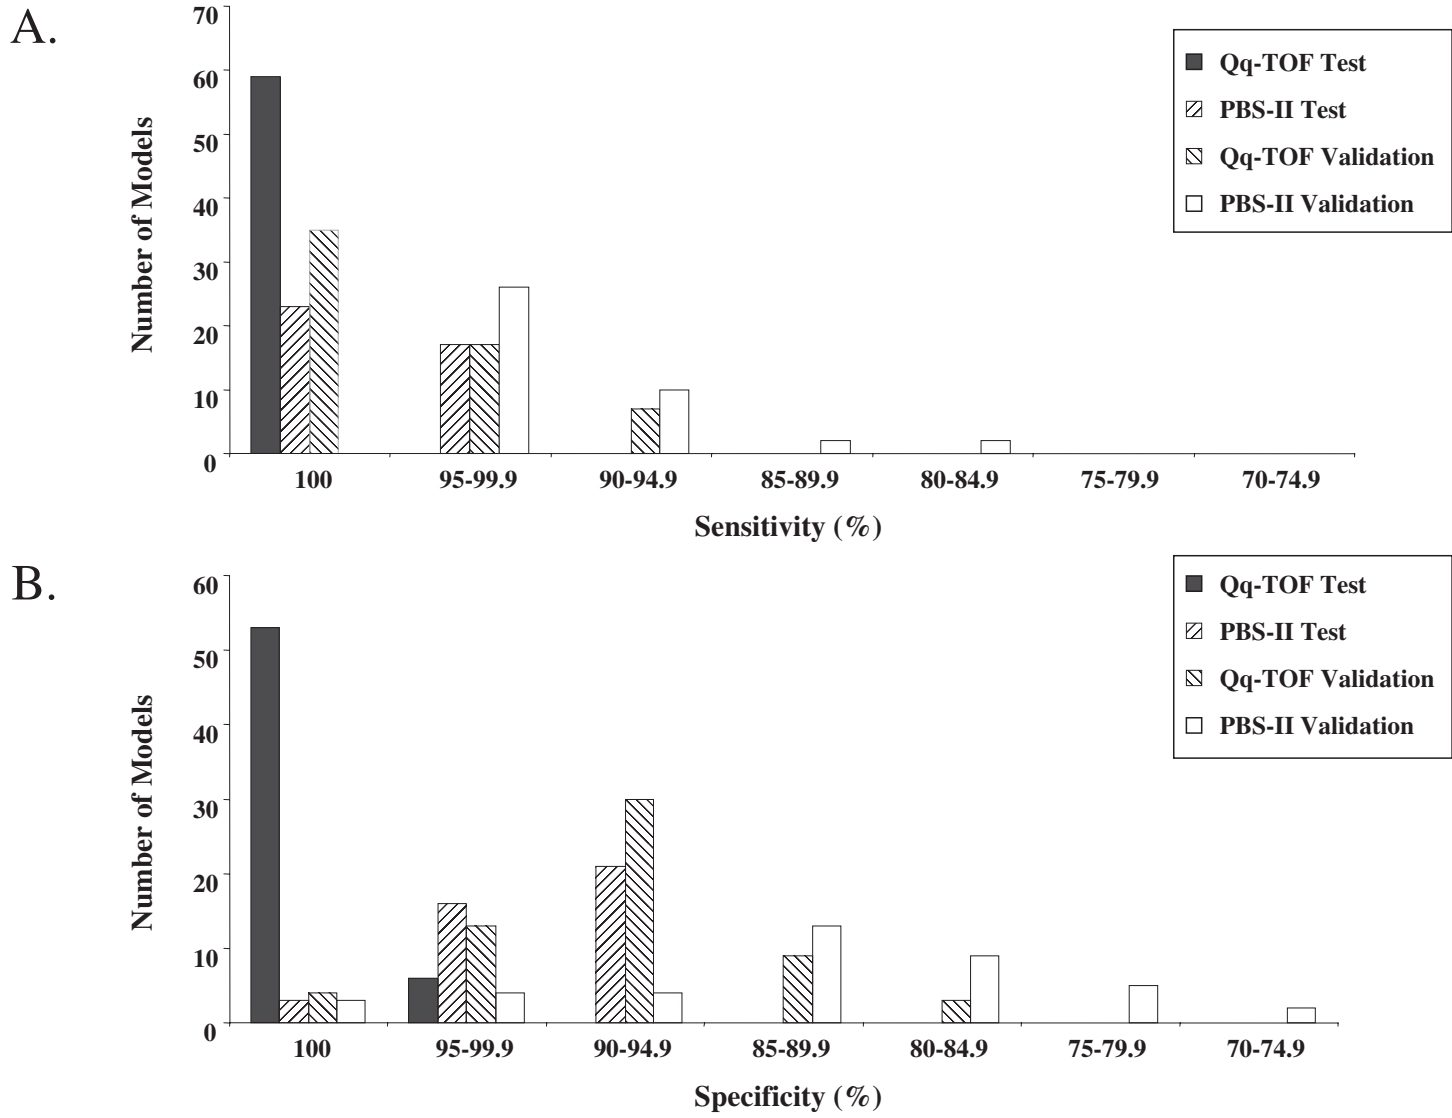 A.
70
60
50
40
30
20
10
0
Number of Models
100 95-99.9 90-94.9 85-89.9 80-84.9 75-79.9 70-74.9
Sensitivity (%)
Qq-TOF Test
PBS-II Test
Qq-TOF Validation
PBS-II Validation
B.
60
50
40
30
20
10
0
Number of Models
100 95-99.9 90-94.9 85-89.9 80-84.9 75-79.9 70-74.9
Specificity (%)
Qq-TOF Test
PBS-II Test
Qq-TOF Validation
PBS-II Validation